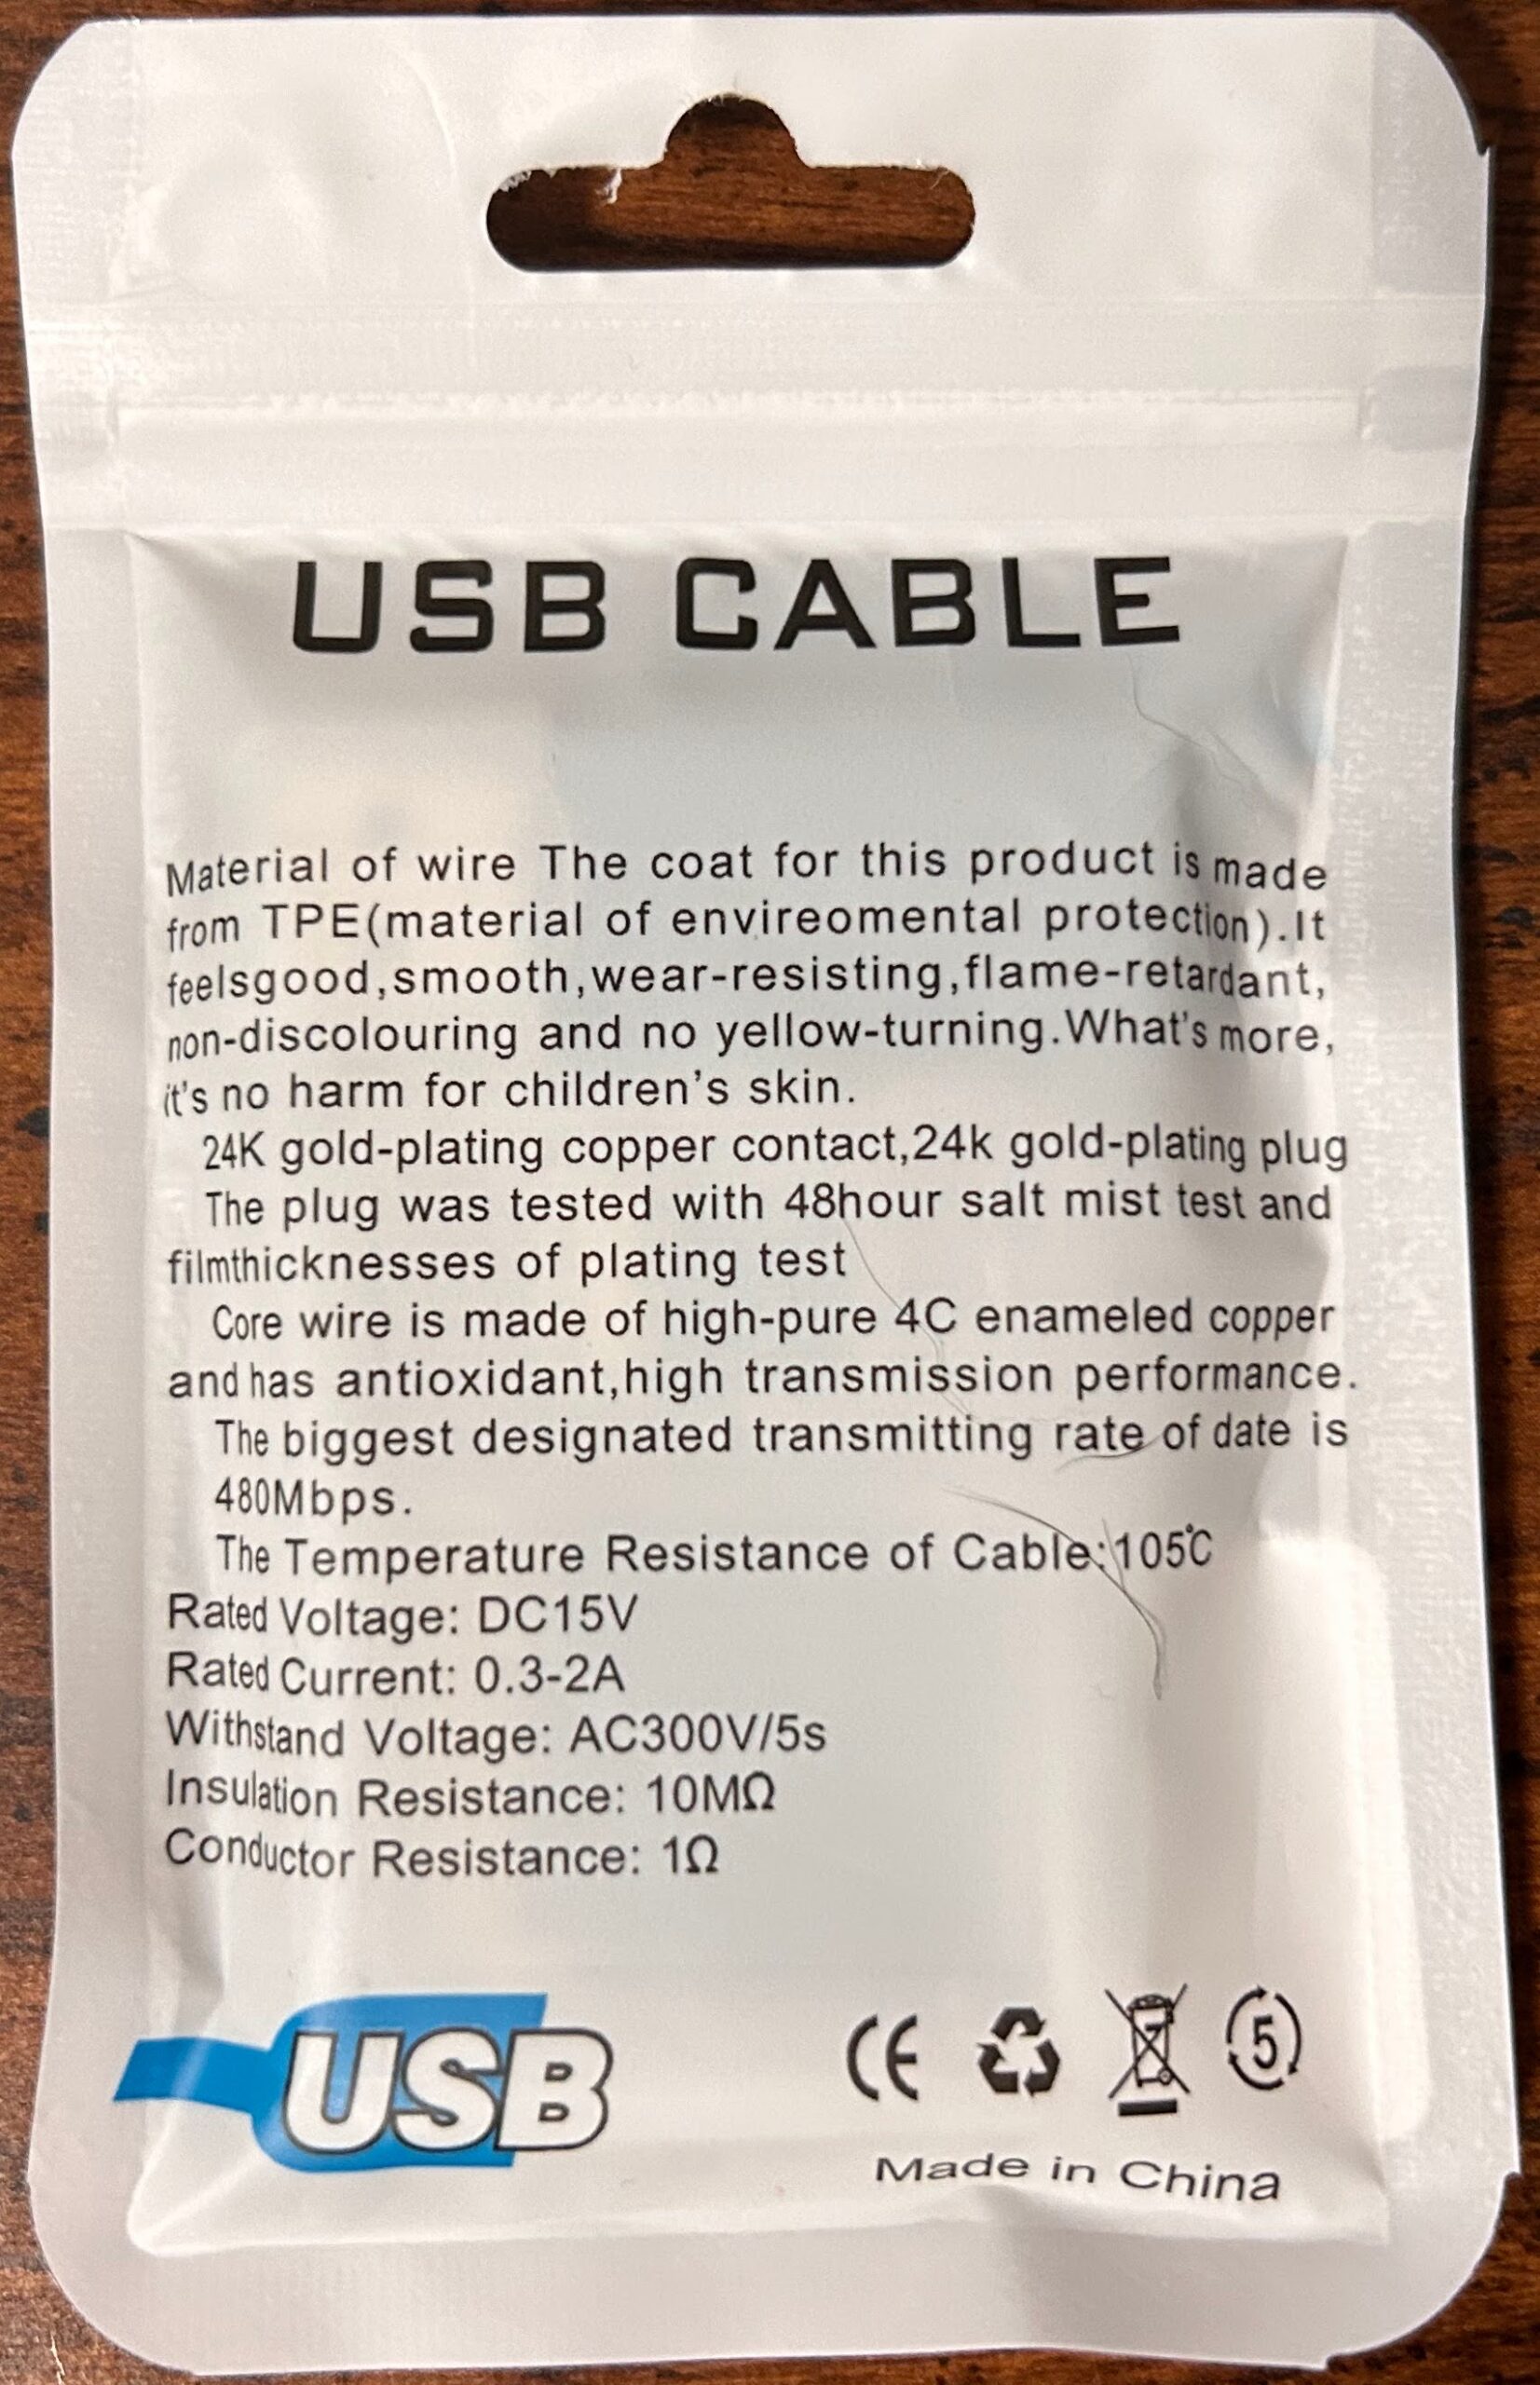 USB CABLE
Material of wire The coat for this product is made
from TPE(material of envireomental protection).It
feelsgood,smooth,wear-resisting,flame-retardant,
non-discolouring and no yellow-turning.What's more,
it's no harm for children's skin.
24K gold-plating copper contact,24k gold-plating plug
The plug was tested with 48hour salt mist test and
filmthicknesses of plating test
Core wire is made of high-pure 4C enameled copper
and has antioxidant,high transmission performance.
The biggest designated transmitting rate of date is
480Mbps.
The Temperature Resistance of Cable:105℃
Rated Voltage: DC15V
Rated Current: 0.3-2A
Withstand Voltage: AC300V/5s
Insulation Resistance: 10MΩ
Conductor Resistance: 1Ω
USB
CE 5
Made in China